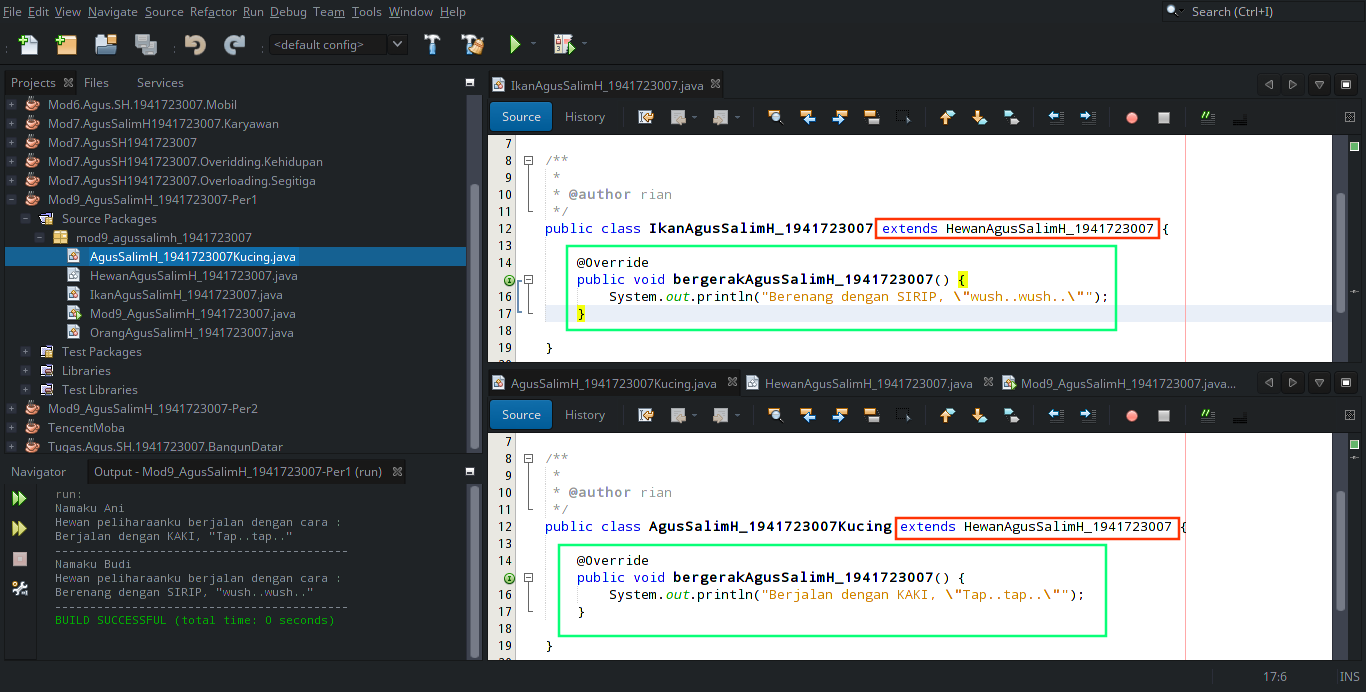 File Edit View Navigate Source Refactor Run Debug Team Tools Window Help
Search (Ctrl+I)
<default config>
Projects Files Services
Mod6.Agus.SH.1941723007.Mobil
Mod7.AgusSalimH1941723007.Karyawan
Mod7.AgusSH1941723007
Mod7.AgusSH1941723007.Overidding.Kehidupan
Mod7.AgusSH1941723007.Overloading.Segitiga
Mod9_AgusSalimH_1941723007-Per1
Source Packages
mod9_agussalimh_1941723007
AgusSalimH_1941723007Kucing.java
HewanAgusSalimH_1941723007.java
IkanAgusSalimH_1941723007.java
Mod9_AgusSalimH_1941723007.java
OrangAgusSalimH_1941723007.java
Test Packages
Libraries
Test Libraries
Mod9_AgusSalimH_1941723007-Per2
TencentMoba
Tugas.Agus.SH.1941723007.BangunDatar
Navigator Output - Mod9_AgusSalimH_1941723007-Per1 (run)
run:
Namaku Ani
Hewan peliharaanku berjalan dengan cara :
Berjalan dengan KAKI, "Tap..tap.."
-----------------------------------------
Namaku Budi
Hewan peliharaanku berjalan dengan cara :
Berenang dengan SIRIP, "wush..wush.."
-----------------------------------------
BUILD SUCCESSFUL (total time: 0 seconds)
IkanAgusSalimH_1941723007.java
Source History
7
8 /**
9 *
10 * @author rian
11 */
12 public class IkanAgusSalimH_1941723007 extends HewanAgusSalimH_1941723007 {
13
14 @Override
public void bergerakAgusSalimH_1941723007() {
16 System.out.println("Berenang dengan SIRIP, \"wush..wush..\"");
17 }
18
19 }
AgusSalimH_1941723007Kucing.java HewanAgusSalimH_1941723007.java Mod9_AgusSalimH_1941723007.java...
Source History
7
8 /**
9 *
10 * @author rian
11 */
12 public class AgusSalimH_1941723007Kucing extends HewanAgusSalimH_1941723007 {
13
14 @Override
public void bergerakAgusSalimH_1941723007() {
16 System.out.println("Berjalan dengan KAKI, \"Tap..tap..\"");
17 }
18
19 }
17:6 INS